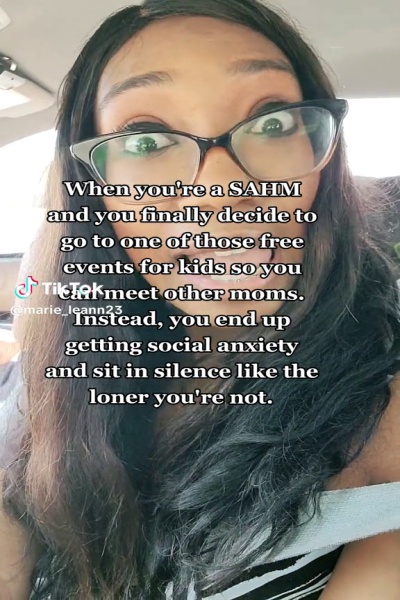 When you're a SAHM
and you finally decide to
go to one of those free
events for kids so you
can meet other moms.
TikTok
@marie_leann23
Instead, you end up
getting social anxiety
and sit in silence like the
loner you're not.